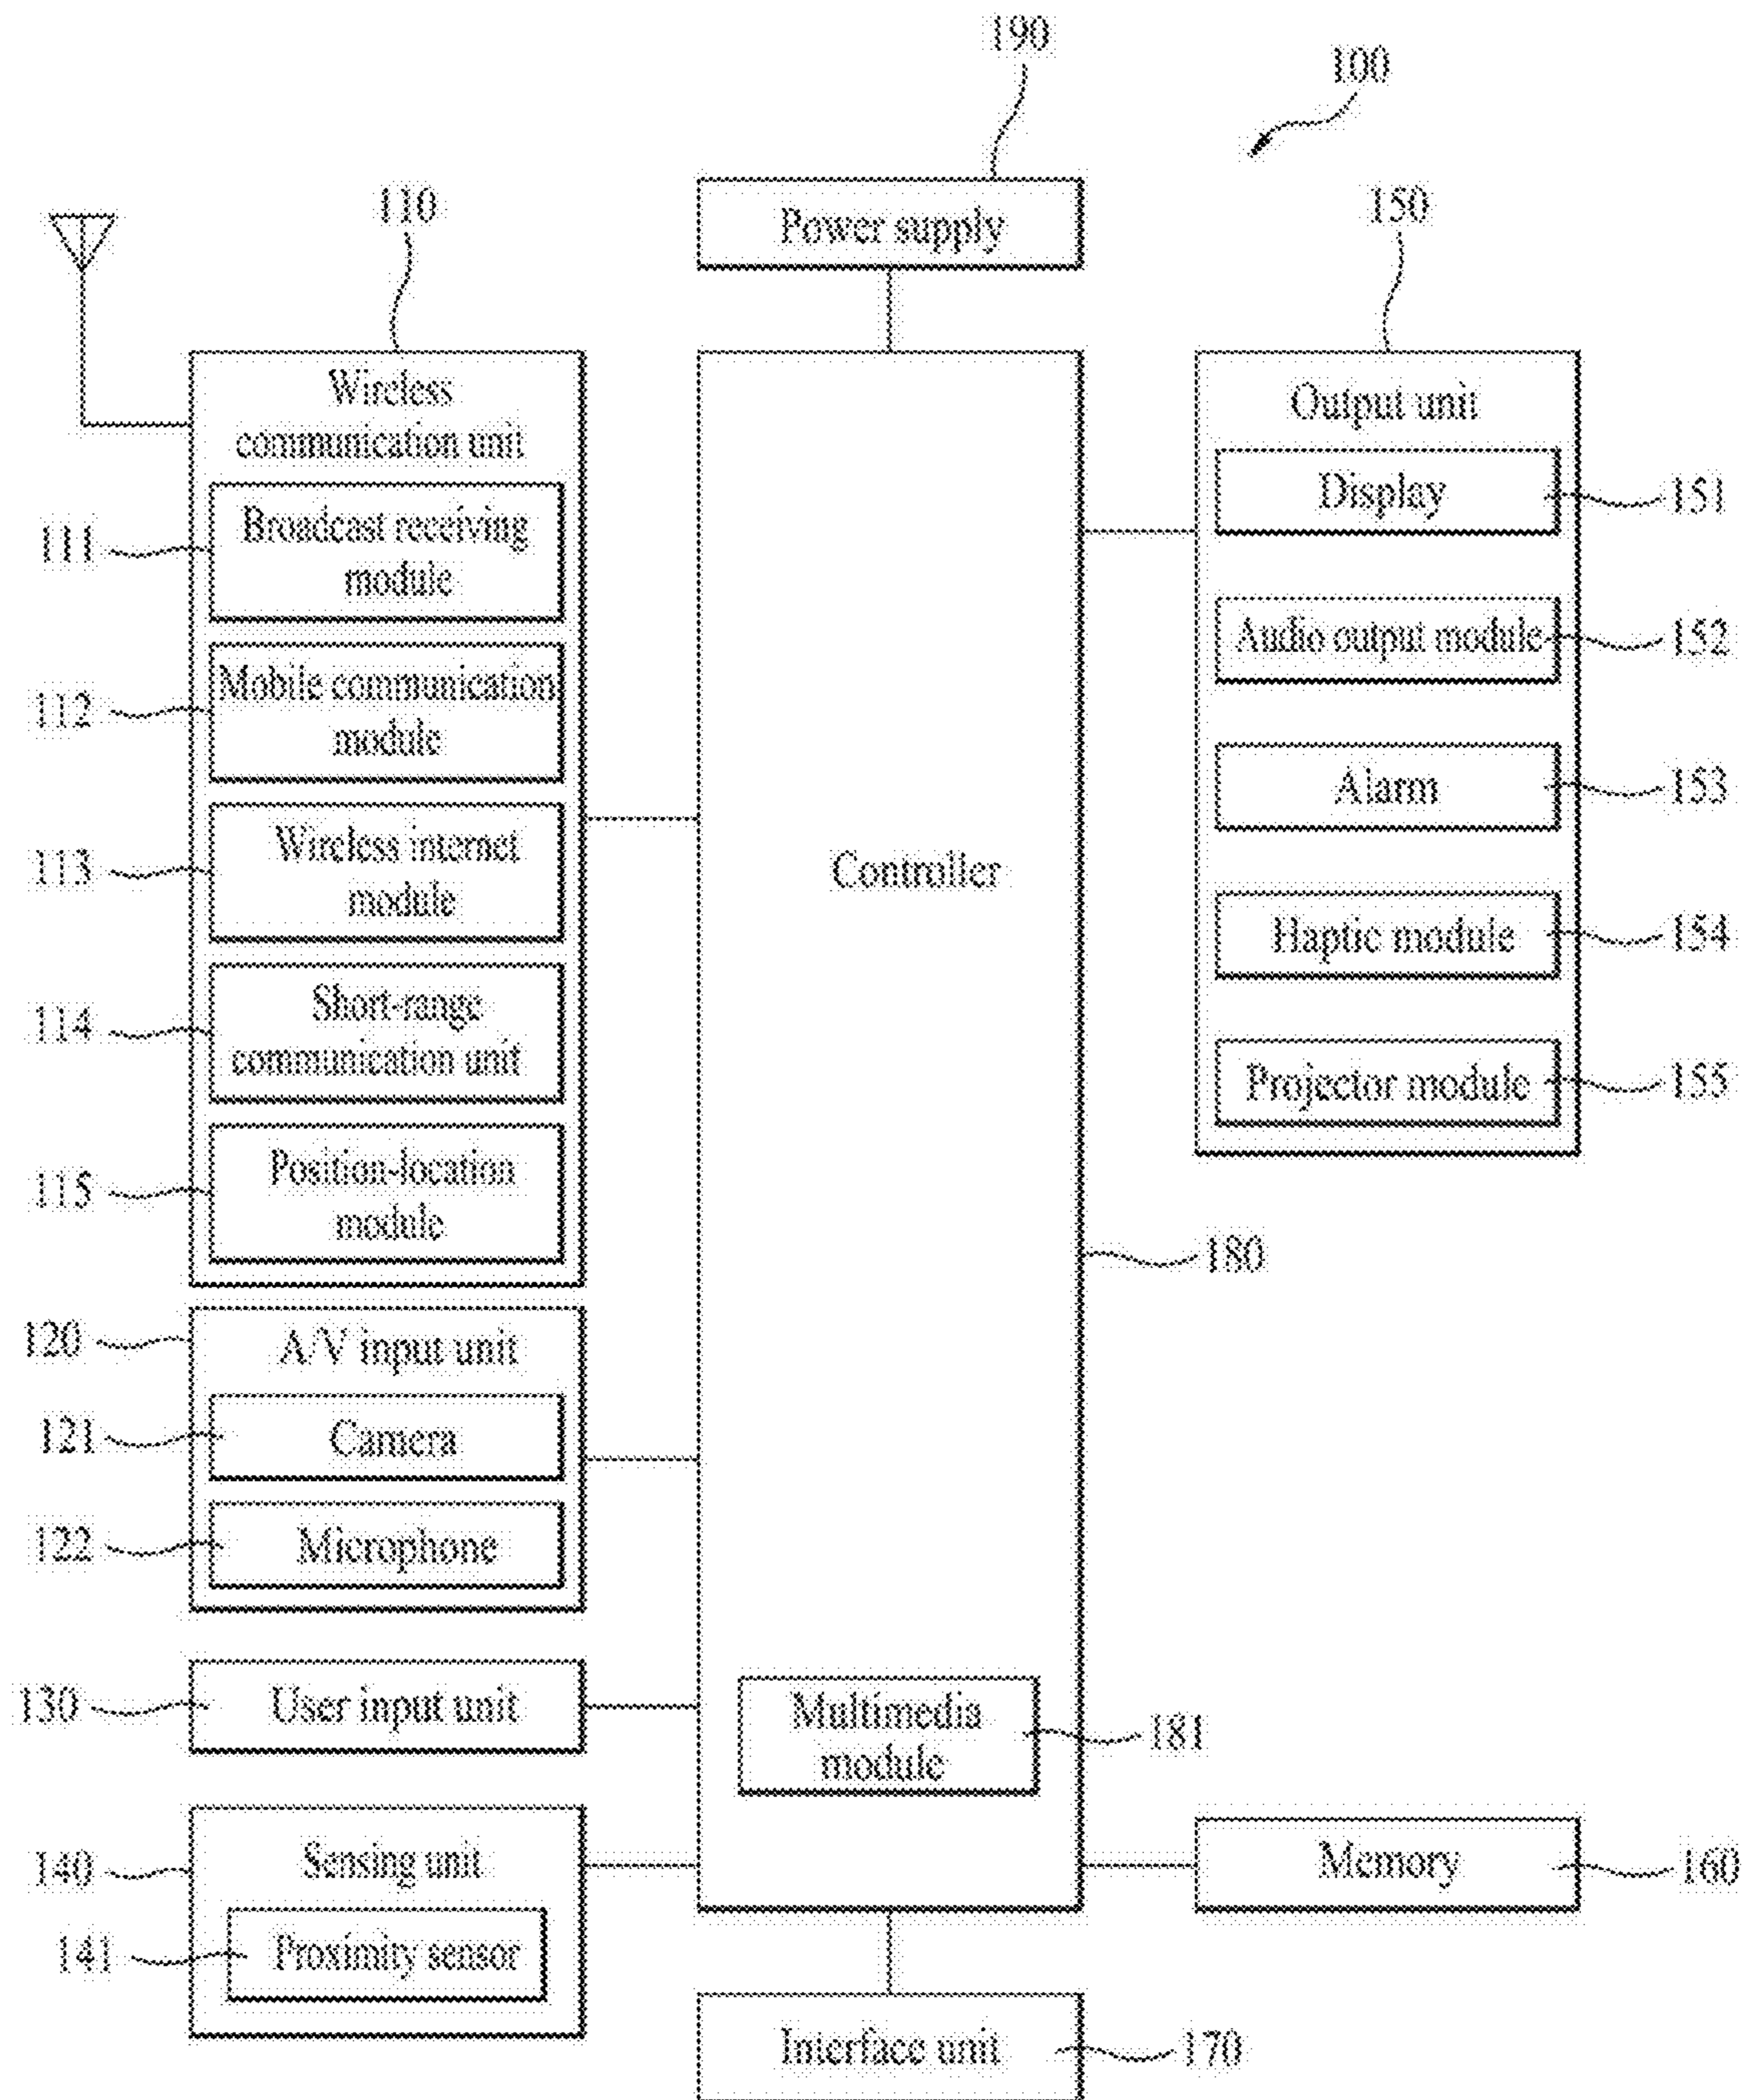 190
100
110
150
Power supply
Wireless
communication unit
Output unit
Display
151
111
Broadcast receiving
module
Audio output module
152
112
Mobile communication
module
Alarm
153
113
Wireless internet
module
Controller
Haptic module
154
114
Short-range
communication unit
Projector module
155
115
Position-location
module
180
120
A/V input unit
121
Camera
122
Microphone
130
User input unit
Multimedia
module
181
140
Sensing unit
Memory
160
141
Proximity sensor
Interface unit
170